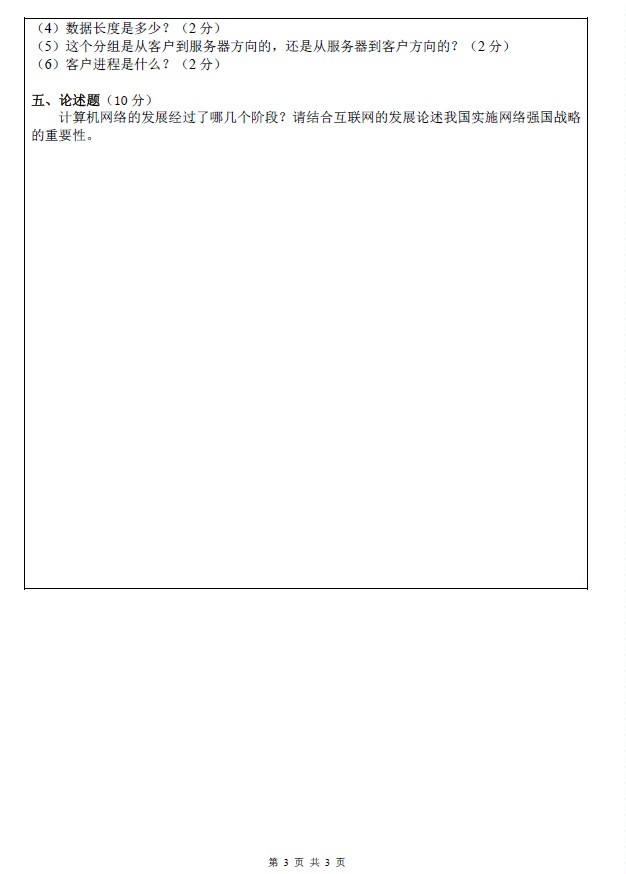 （4）数据长度是多少？（2 分）
（5）这个分组是从客户到服务器方向的，还是从服务器到客户方向的？（2 分）
（6）客户进程是什么？（2 分）
五、论述题（10 分）
计算机网络的发展经过了哪几个阶段？请结合互联网的发展论述我国实施网络强国战略
的重要性。
第 3 页 共 3 页